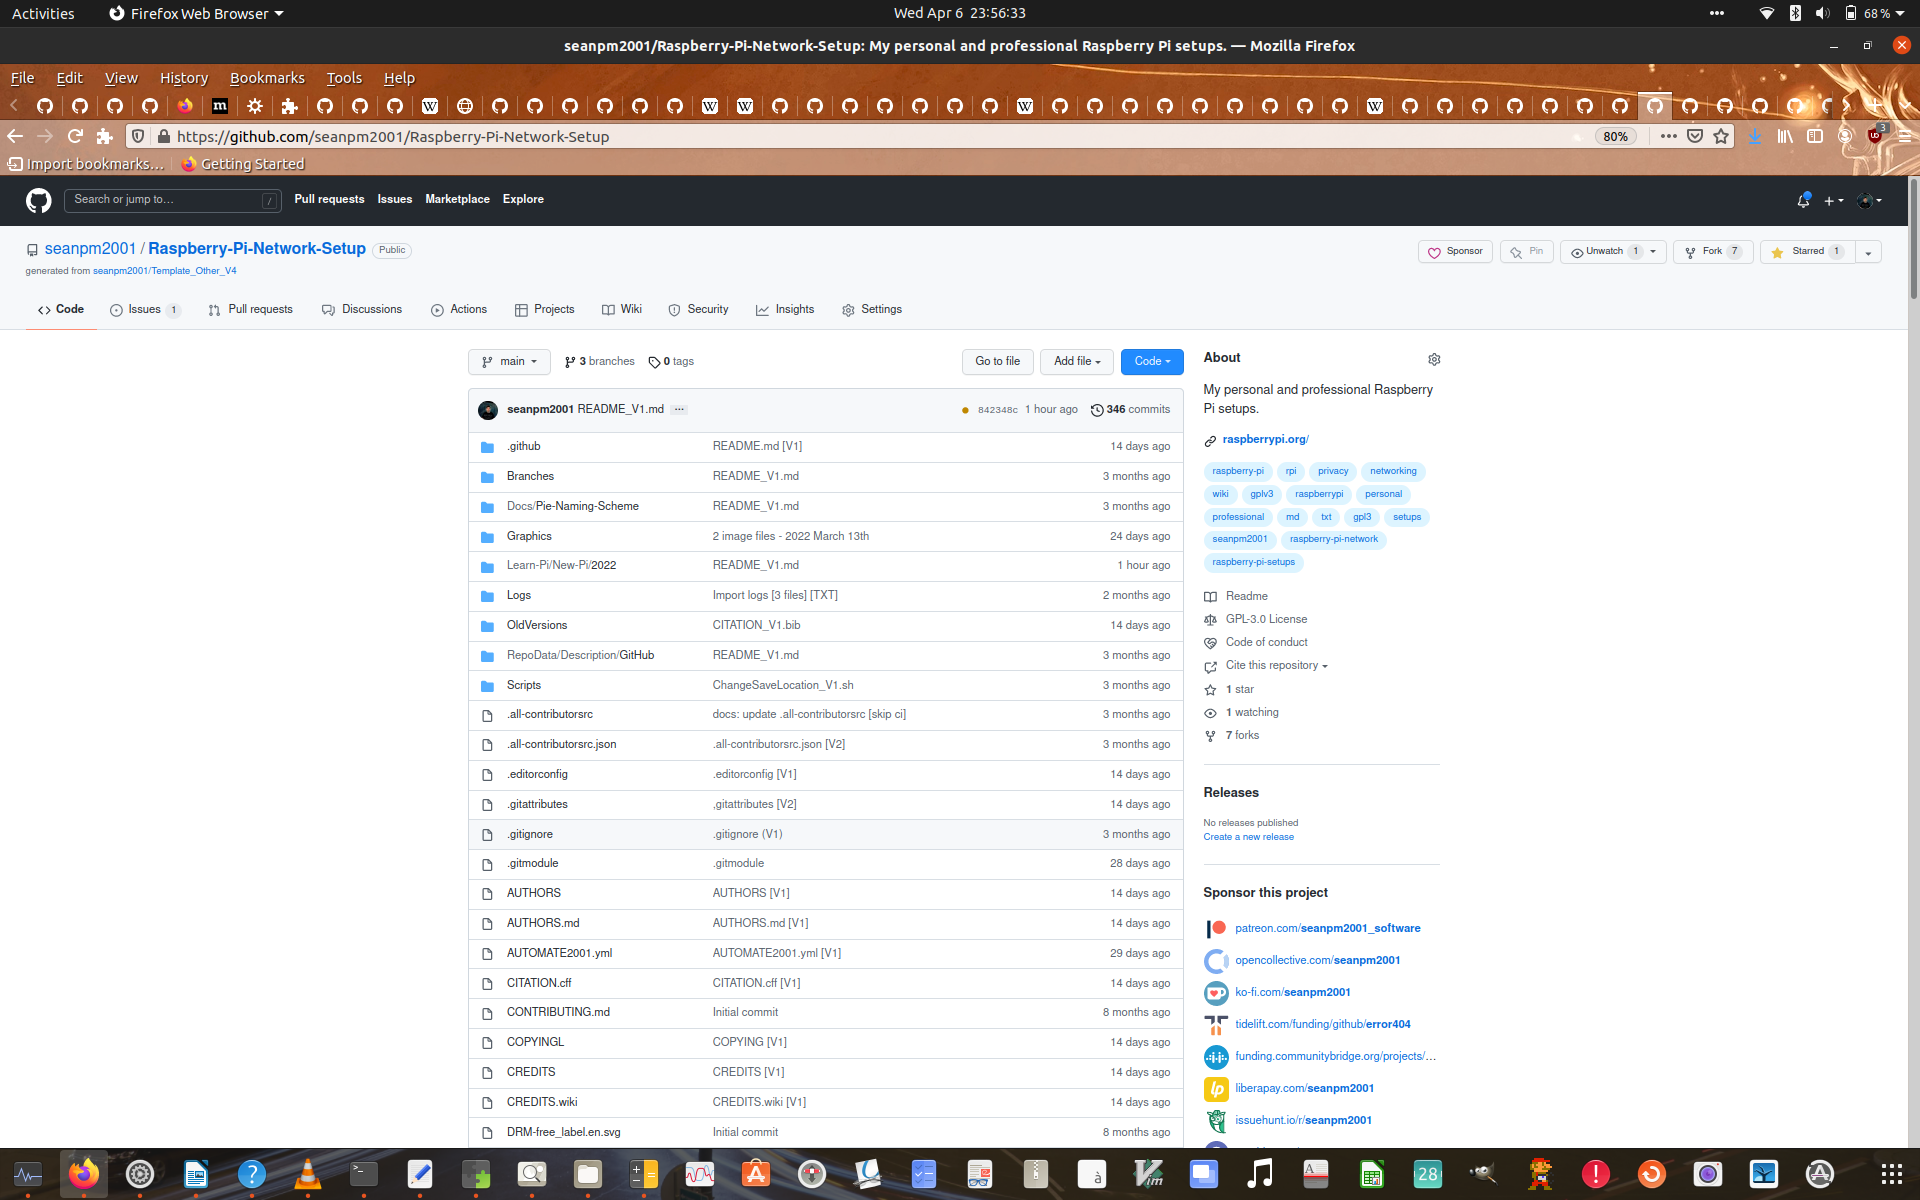 Activities Firefox Web Browser Wed Apr 6 23:56:33 68 %
seanpm2001/Raspberry-Pi-Network-Setup: My personal and professional Raspberry Pi setups. — Mozilla Firefox
File Edit View History Bookmarks Tools Help
https://github.com/seanpm2001/Raspberry-Pi-Network-Setup 80% 3
Import bookmarks… Getting Started
Search or jump to… / Pull requests Issues Marketplace Explore
seanpm2001 / Raspberry-Pi-Network-Setup Public Sponsor Pin Unwatch 1 Fork 7 Starred 1
generated from seanpm2001/Template_Other_V4
Code Issues 1 Pull requests Discussions Actions Projects Wiki Security Insights Settings
main 3 branches 0 tags Go to file Add file Code
seanpm2001 README_V1.md ... 842348c 1 hour ago 346 commits
.github README.md [V1] 14 days ago
Branches README_V1.md 3 months ago
Docs/Pie-Naming-Scheme README_V1.md 3 months ago
Graphics 2 image files - 2022 March 13th 24 days ago
Learn-Pi/New-Pi/2022 README_V1.md 1 hour ago
Logs Import logs [3 files] [TXT] 2 months ago
OldVersions CITATION_V1.bib 14 days ago
RepoData/Description/GitHub README_V1.md 3 months ago
Scripts ChangeSaveLocation_V1.sh 3 months ago
.all-contributorsrc docs: update .all-contributorsrc [skip ci] 3 months ago
.all-contributorsrc.json .all-contributorsrc.json [V2] 3 months ago
.editorconfig .editorconfig [V1] 14 days ago
.gitattributes ,gitattributes [V2] 14 days ago
.gitignore .gitignore (V1) 3 months ago
.gitmodule .gitmodule 28 days ago
AUTHORS AUTHORS [V1] 14 days ago
AUTHORS.md AUTHORS.md [V1] 14 days ago
AUTOMATE2001.yml AUTOMATE2001.yml [V1] 29 days ago
CITATION.cff CITATION.cff [V1] 14 days ago
CONTRIBUTING.md Initial commit 8 months ago
COPYINGL COPYING [V1] 14 days ago
CREDITS CREDITS [V1] 14 days ago
CREDITS.wiki CREDITS.wiki [V1] 14 days ago
DRM-free_label.en.svg Initial commit 8 months ago
About
My personal and professional Raspberry
Pi setups.
raspberrypi.org/
raspberry-pi rpi privacy networking
wiki gplv3 raspberrypi personal
professional md txt gpl3 setups
seanpm2001 raspberry-pi-network
raspberry-pi-setups
Readme
GPL-3.0 License
Code of conduct
Cite this repository
1 star
1 watching
7 forks
Releases
No releases published
Create a new release
Sponsor this project
patreon.com/seanpm2001_software
opencollective.com/seanpm2001
ko-fi.com/seanpm2001
tidelift.com/funding/github/error404
funding.communitybridge.org/projects/…
liberapay.com/seanpm2001
issuehunt.io/r/seanpm2001
28